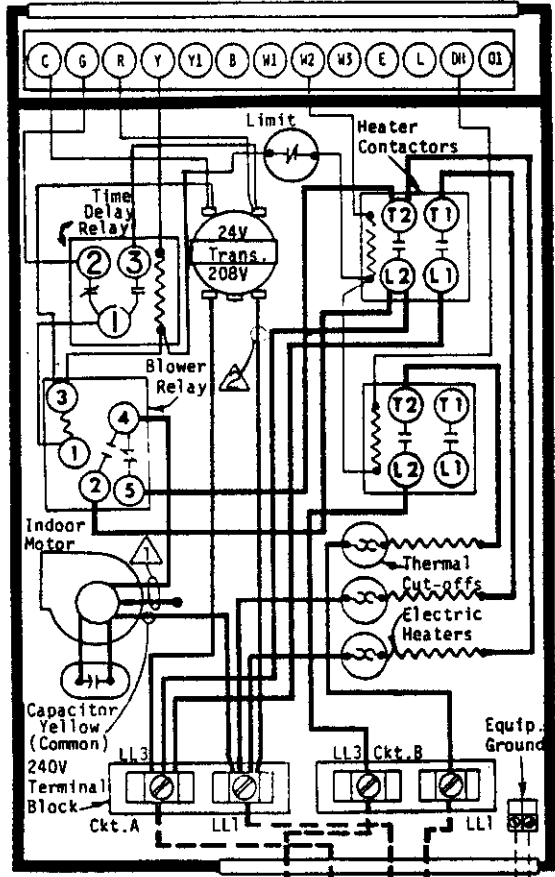 C G R Y Y1 B W1 W2 W3 E L DH O1
Limit
Heater
Contactors
Time
Delay
Relay
2 3
1
24V
Trans.
208V
T2 T1
L2 L1
2
Blower
Relay
3
4
1
2 5
T2 T1
L2 L1
Indoor
Motor
1
Thermal
Cut-offs
Electric
Heaters
Capacitor
Yellow
(Common)
240V
Terminal
Block
LL3
LL3 Ckt.B
Equip.
Ground
Ckt.A
LL1
LL1